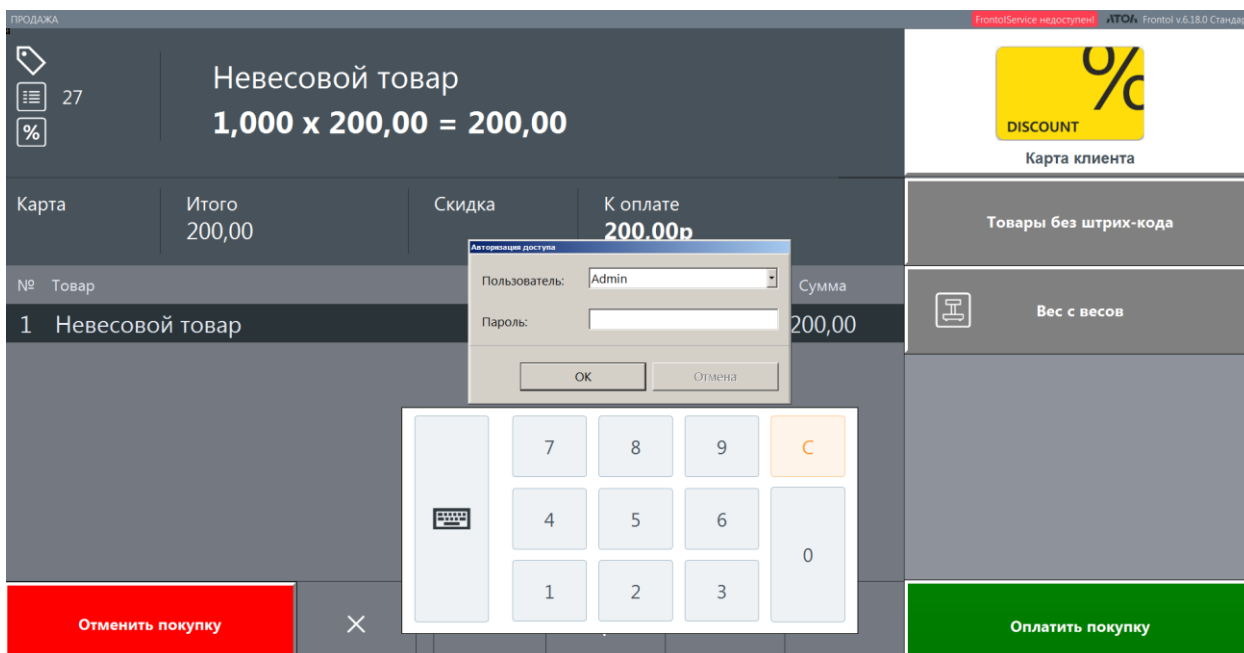 ПРОДАЖА
FrontolService недоступен! АТОЛ Frontol v.6.18.0 Стандар
27
Невесовой товар
1,000 x 200,00 = 200,00
%
DISCOUNT
Карта клиента
Карта Итого Скидка К оплате
200,00 200,00р
Товары без штрих-кода
Авторизация доступа
Пользователь: Admin
Пароль:
OK Отмена
№ Товар Сумма
1 Невесовой товар 200,00
Вес с весов
7 8 9 C
4 5 6
0
1 2 3
Отменить покупку
Оплатить покупку